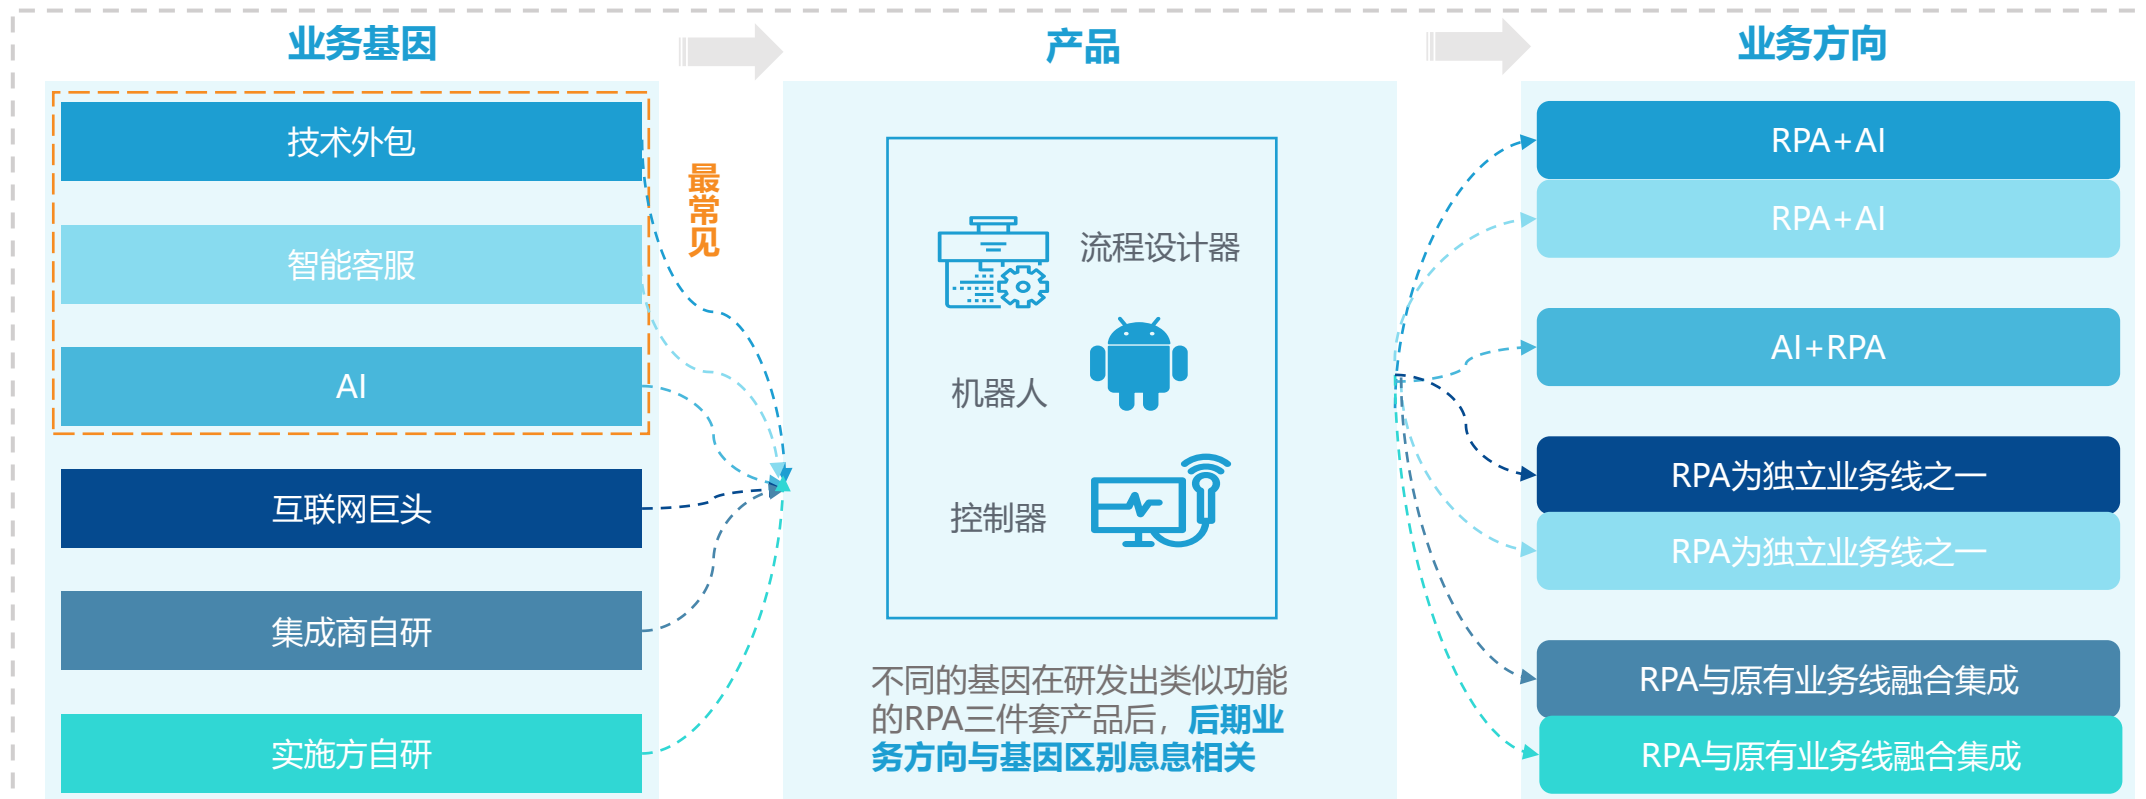 业务基因
产品
业务方向
技术外包
智能客服
AI
互联网巨头
集成商自研
实施方自研
最常见
流程设计器
机器人
控制器
不同的基因在研发出类似功能
的RPA三件套产品后，后期业
务方向与基因区别息息相关
RPA+AI
RPA+AI
AI+RPA
RPA为独立业务线之一
RPA为独立业务线之一
RPA与原有业务线融合集成
RPA与原有业务线融合集成